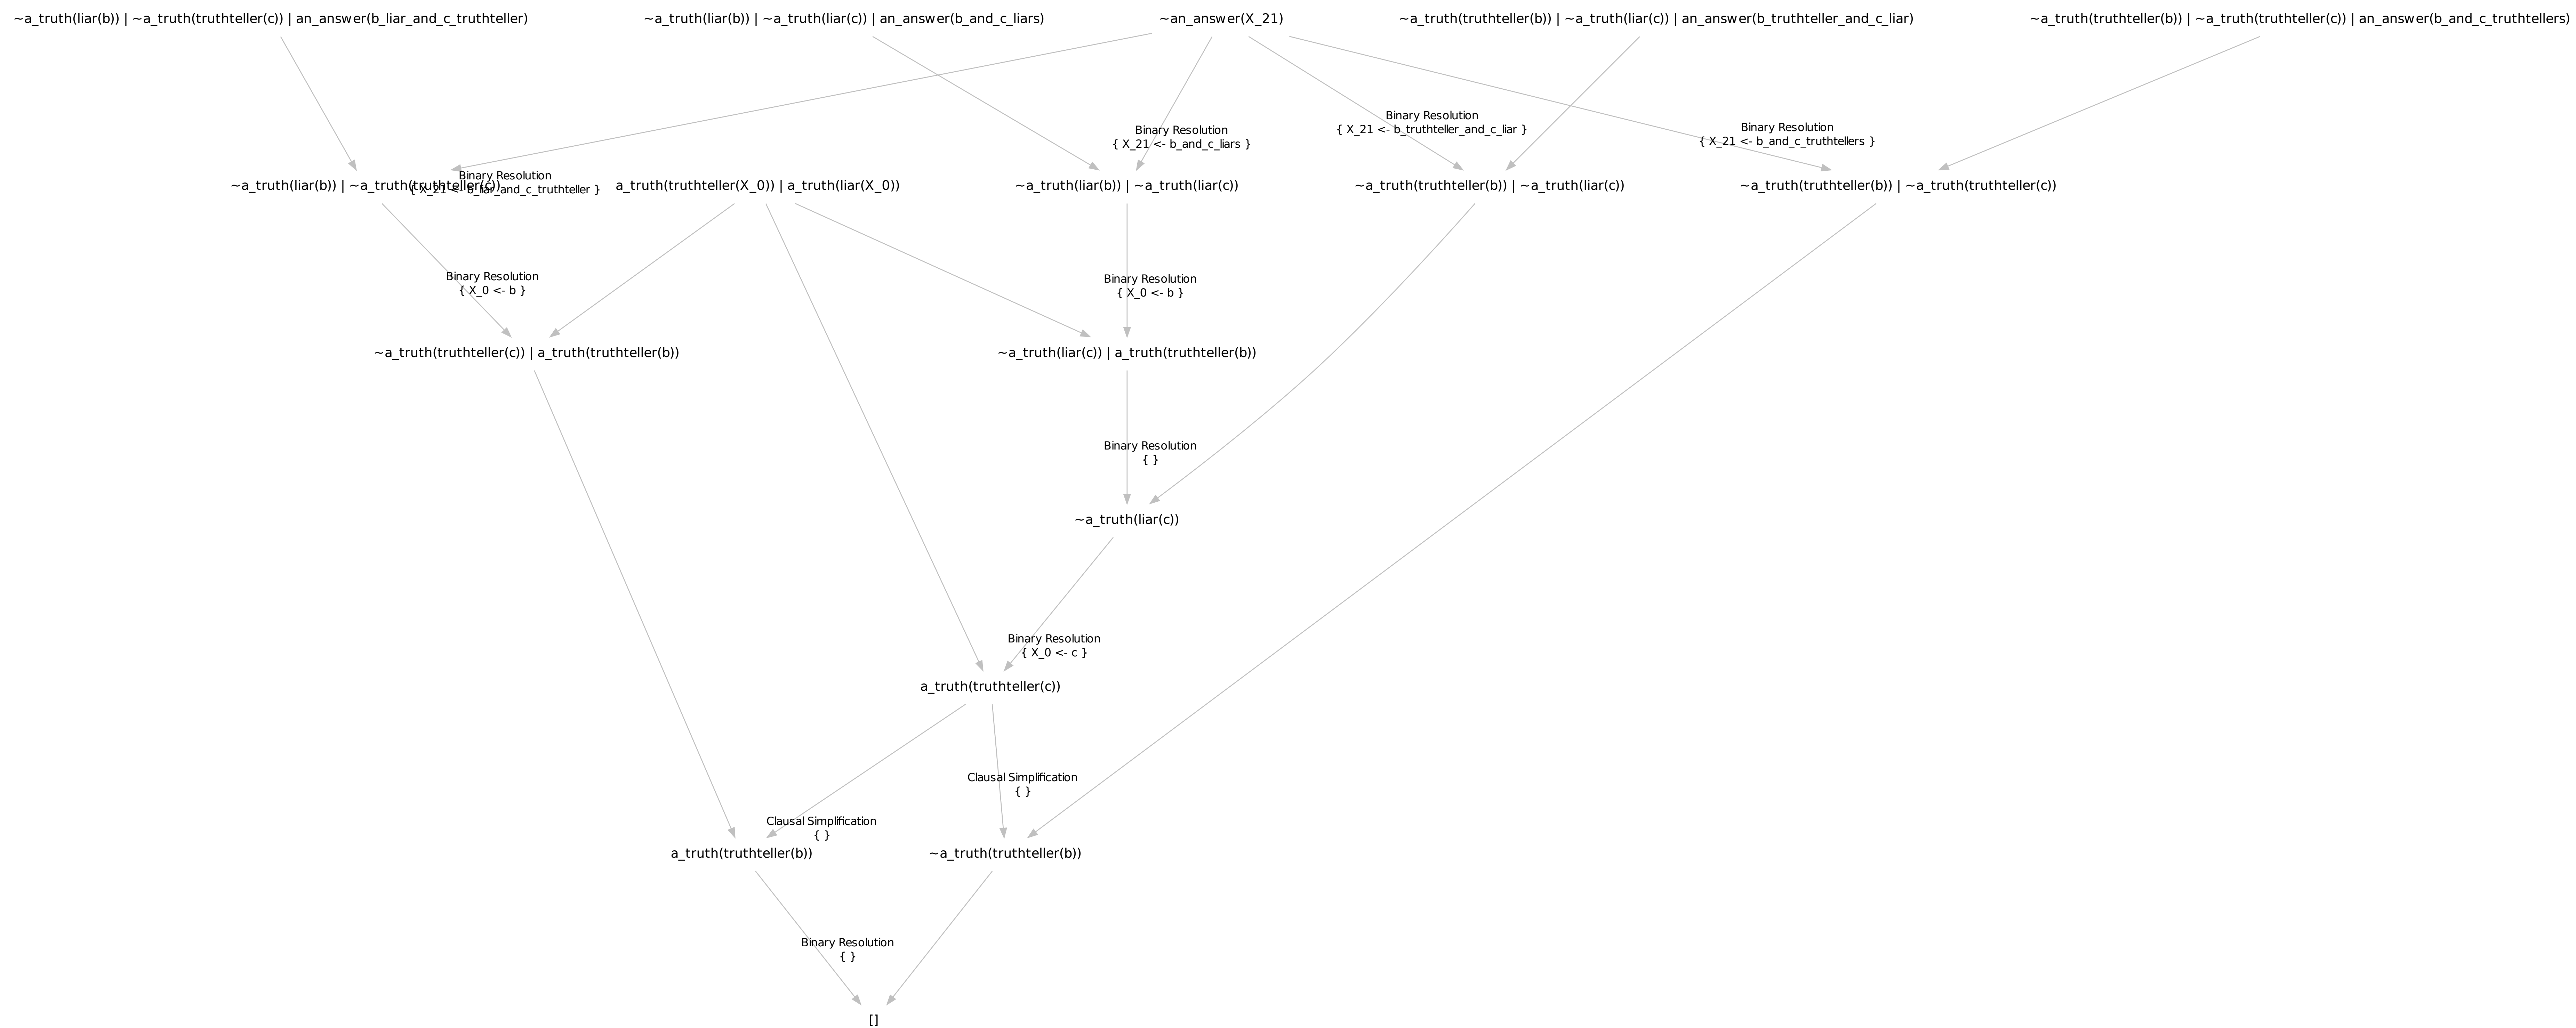 ~a_truth(liar(b)) | ~a_truth(truthteller(c)) | an_answer(b_liar_and_c_truthteller)
~a_truth(liar(b)) | ~a_truth(liar(c)) | an_answer(b_and_c_liars)
~an_answer(X_21)
~a_truth(truthteller(b)) | ~a_truth(liar(c)) | an_answer(b_truthteller_and_c_liar)
~a_truth(truthteller(b)) | ~a_truth(truthteller(c)) | an_answer(b_and_c_truthtellers)
Binary Resolution
{ X_21 <- b_and_c_liars }
Binary Resolution
{ X_21 <- b_truthteller_and_c_liar }
Binary Resolution
{ X_21 <- b_and_c_truthtellers }
~a_truth(liar(b)) | ~a_truth(truthteller(c))
Binary Resolution
{ X_21 <- b_liar_and_c_truthteller }
a_truth(truthteller(X_0)) | a_truth(liar(X_0))
~a_truth(liar(b)) | ~a_truth(liar(c))
~a_truth(truthteller(b)) | ~a_truth(liar(c))
~a_truth(truthteller(b)) | ~a_truth(truthteller(c))
Binary Resolution
{ X_0 <- b }
Binary Resolution
{ X_0 <- b }
~a_truth(truthteller(c)) | a_truth(truthteller(b))
~a_truth(liar(c)) | a_truth(truthteller(b))
Binary Resolution
{ }
~a_truth(liar(c))
Binary Resolution
{ X_0 <- c }
a_truth(truthteller(c))
Clausal Simplification
{ }
Clausal Simplification
{ }
a_truth(truthteller(b))
~a_truth(truthteller(b))
Binary Resolution
{ }
[]